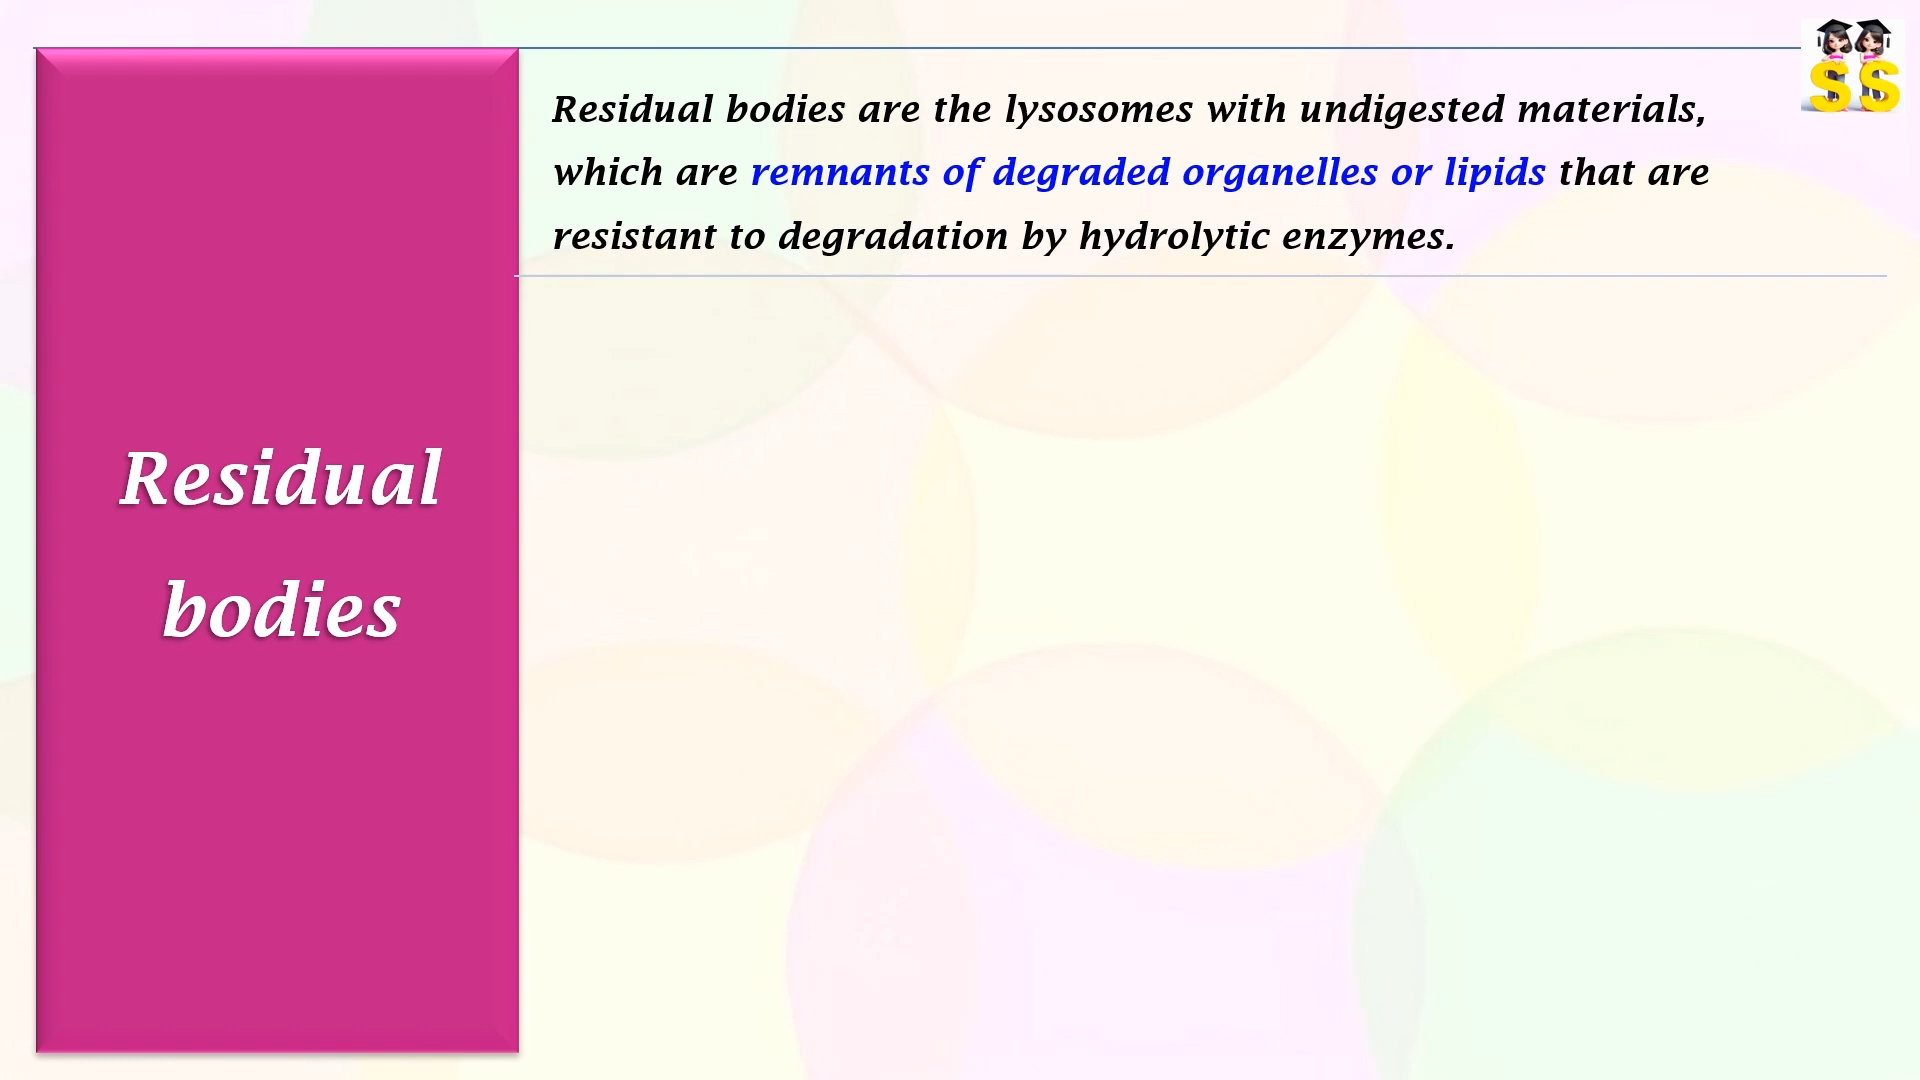 Residual
bodies
Residual bodies are the lysosomes with undigested materials,
which are remnants of degraded organelles or lipids that are
resistant to degradation by hydrolytic enzymes.
SS